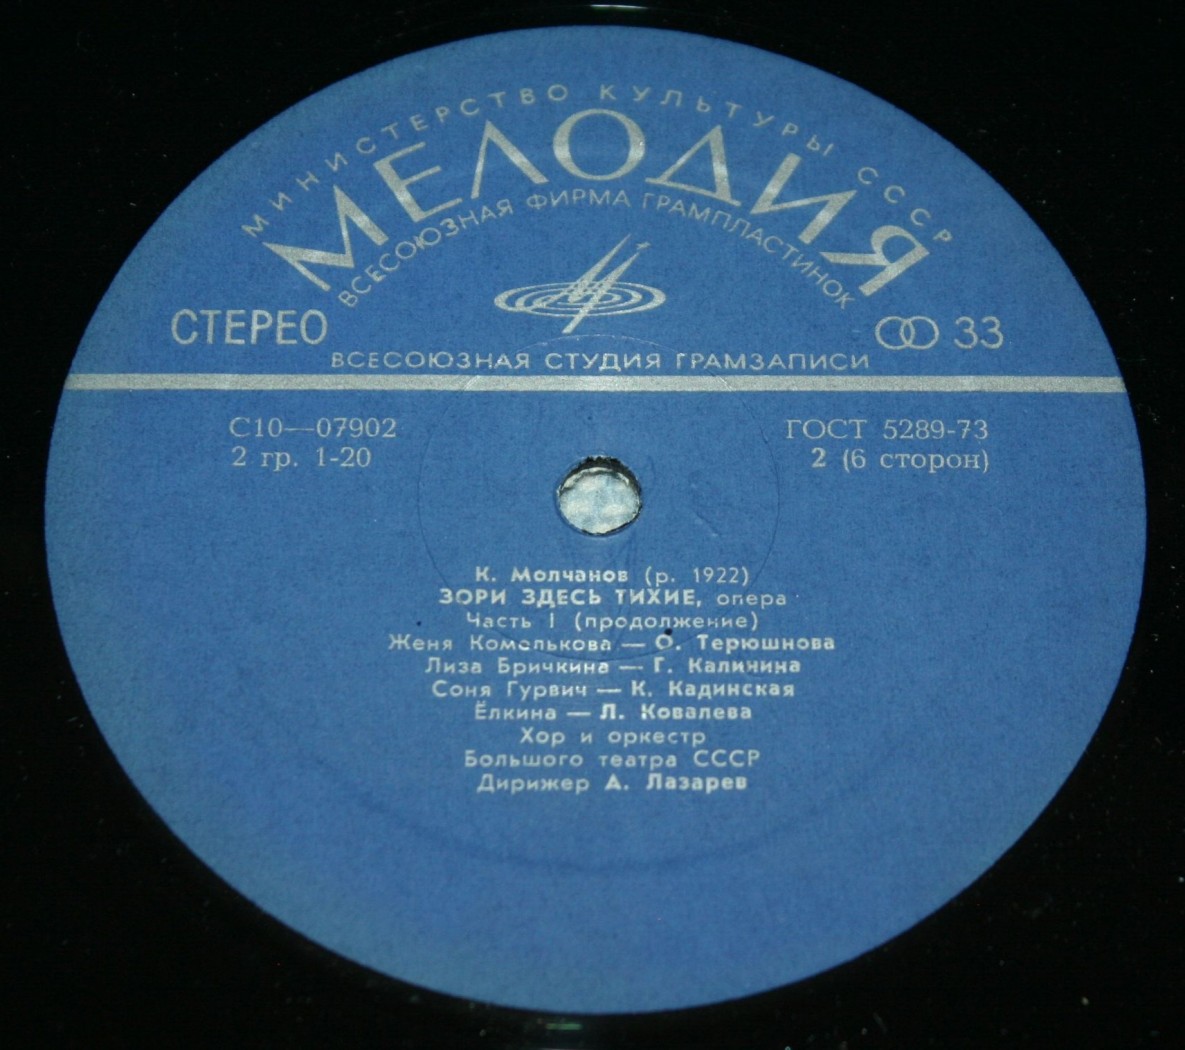 МИНИСТЕРСТВО КУЛЬТУРЫ СССР
МЕЛОДИЯ
ВСЕСОЮЗНАЯ ФИРМА ГРАМПЛАСТИНОК
СТЕРЕО
33
ВСЕСОЮЗНАЯ СТУДИЯ ГРАМЗАПИСИ
С10—07902
ГОСТ 5289-73
2 гр. 1-20
2 (6 сторон)
К. Молчанов (р. 1922)
ЗОРИ ЗДЕСЬ ТИХИЕ, опера
Часть I (продолжение)
Женя Комелькова — О. Терюшнова
Лиза Бричкина — Г. Калинина
Соня Гурвич — К. Кадинская
Ёлкина — Л. Ковалева
Хор и оркестр
Большого театра СССР
Дирижер А. Лазарев